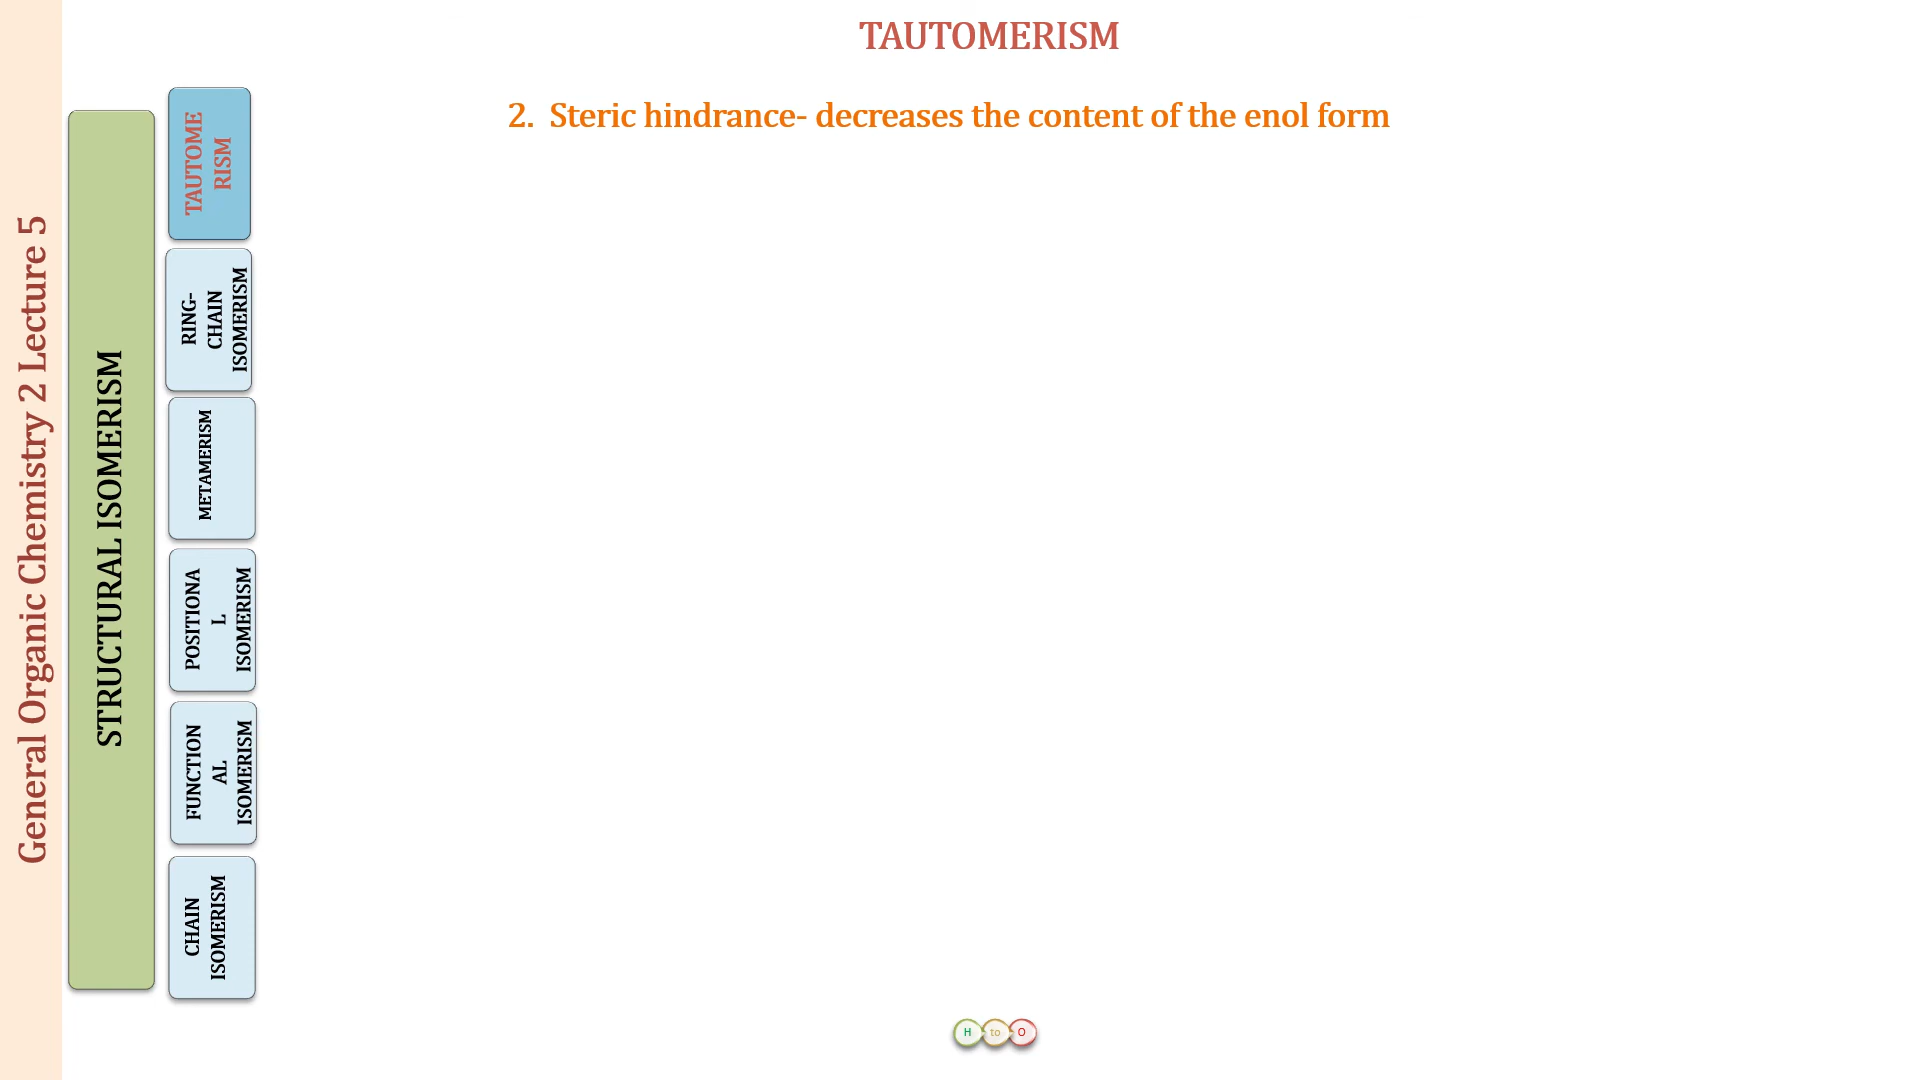 TAUTOMERISM
2. Steric hindrance- decreases the content of the enol form
General Organic Chemistry 2 Lecture 5
STRUCTURAL ISOMERISM
TAUTOME
RISM
RING-
CHAIN
ISOMERISM
METAMERISM
POSITIONA
L
ISOMERISM
FUNCTION
AL
ISOMERISM
CHAIN
ISOMERISM
H to O